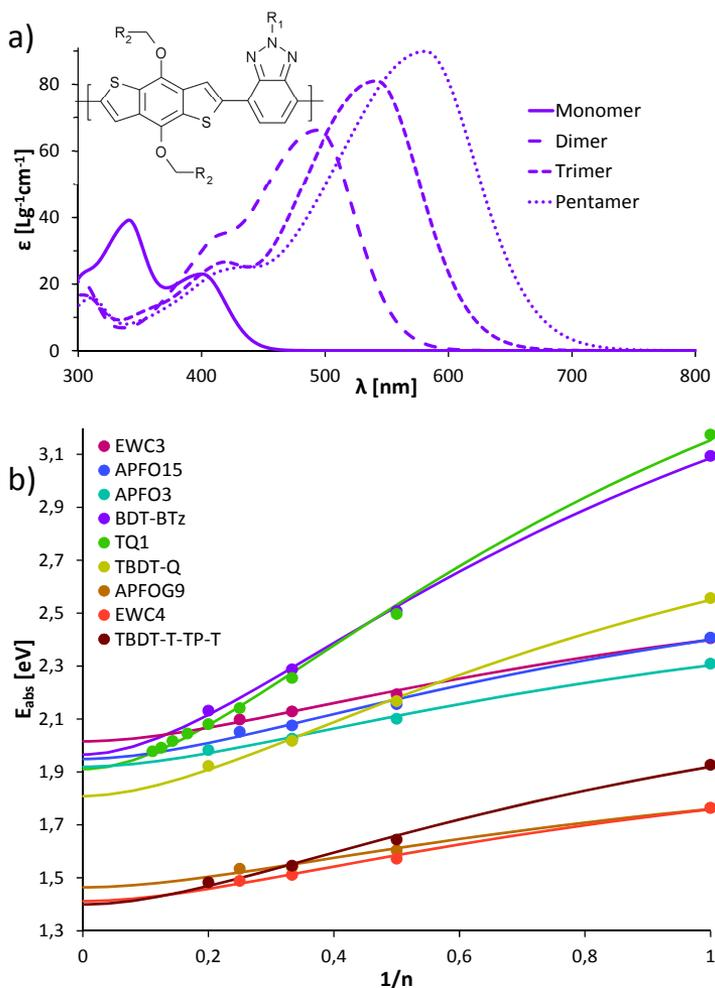 a)
R1
R2
N
N N
S O
S
O
R2
ε [Lg-1cm-1]
80
60
40
20
0
Monomer
Dimer
Trimer
Pentamer
300 400 500 600 700 800
λ [nm]
b)
Eabs [eV]
3,1
2,9
2,7
2,5
2,3
2,1
1,9
1,7
1,5
1,3
EWC3
APFO15
APFO3
BDT-BTz
TQ1
TBDT-Q
APFOG9
EWC4
TBDT-T-TP-T
0 0,2 0,4 0,6 0,8 1
1/n